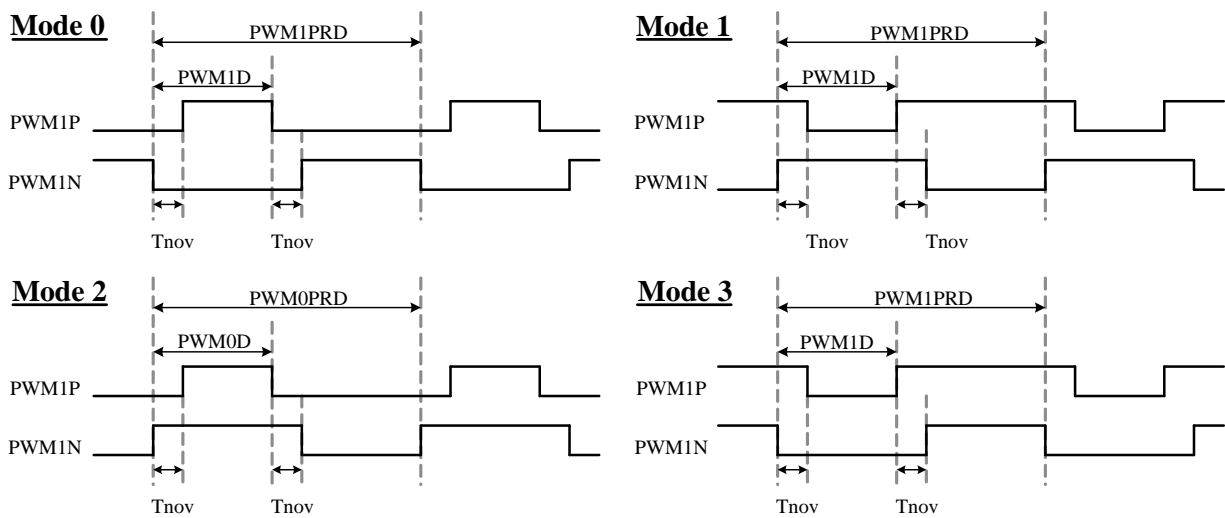 Mode 0
PWM1PRD
PWM1D
PWM1P
PWM1N
Tnov Tnov
Mode 1
PWM1PRD
PWM1D
PWM1P
PWM1N
Tnov Tnov
Mode 2
PWM0PRD
PWM0D
PWM1P
PWM1N
Tnov Tnov
Mode 3
PWM1PRD
PWM1D
PWM1P
PWM1N
Tnov Tnov